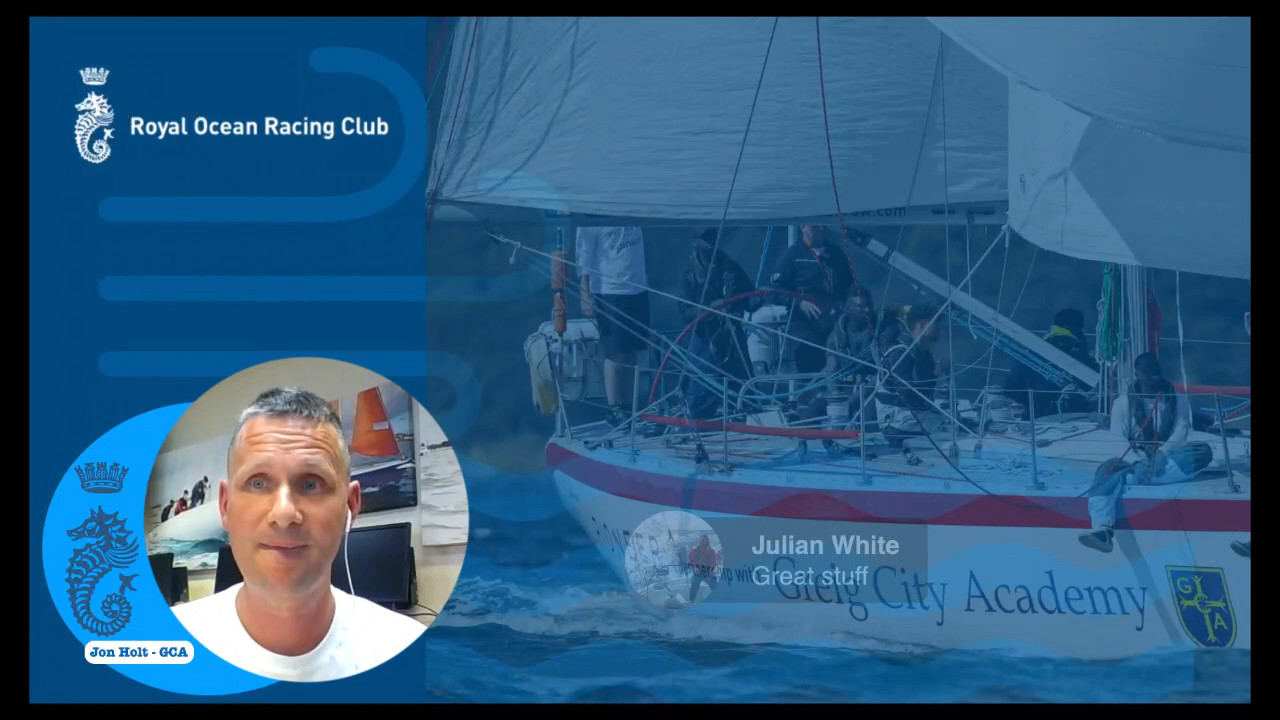 Royal Ocean Racing Club
Julian White
Great stuff
Greig City Academy
G C
A
Jon Holt - GCA